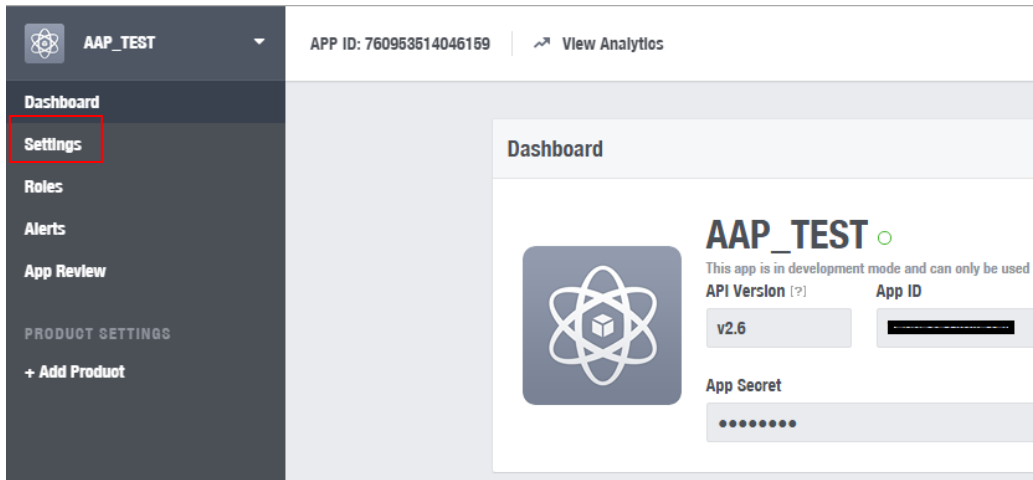 AAP_TEST
APP ID: 760953514046159
View Analytics
Dashboard
Settings
Roles
Alerts
App Review
PRODUCT SETTINGS
+ Add Product
Dashboard
AAP_TEST
This app is in development mode and can only be used
API Version [?]
App ID
v2.6
App Secret